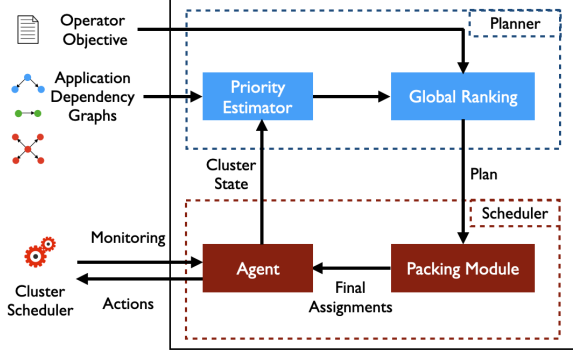 Operator
Objective
Planner
Application
Dependency
Graphs
Priority
Estimator
Global Ranking
Cluster
State
Plan
Scheduler
Monitoring
Agent
Packing Module
Cluster
Scheduler
Actions
Final
Assignments